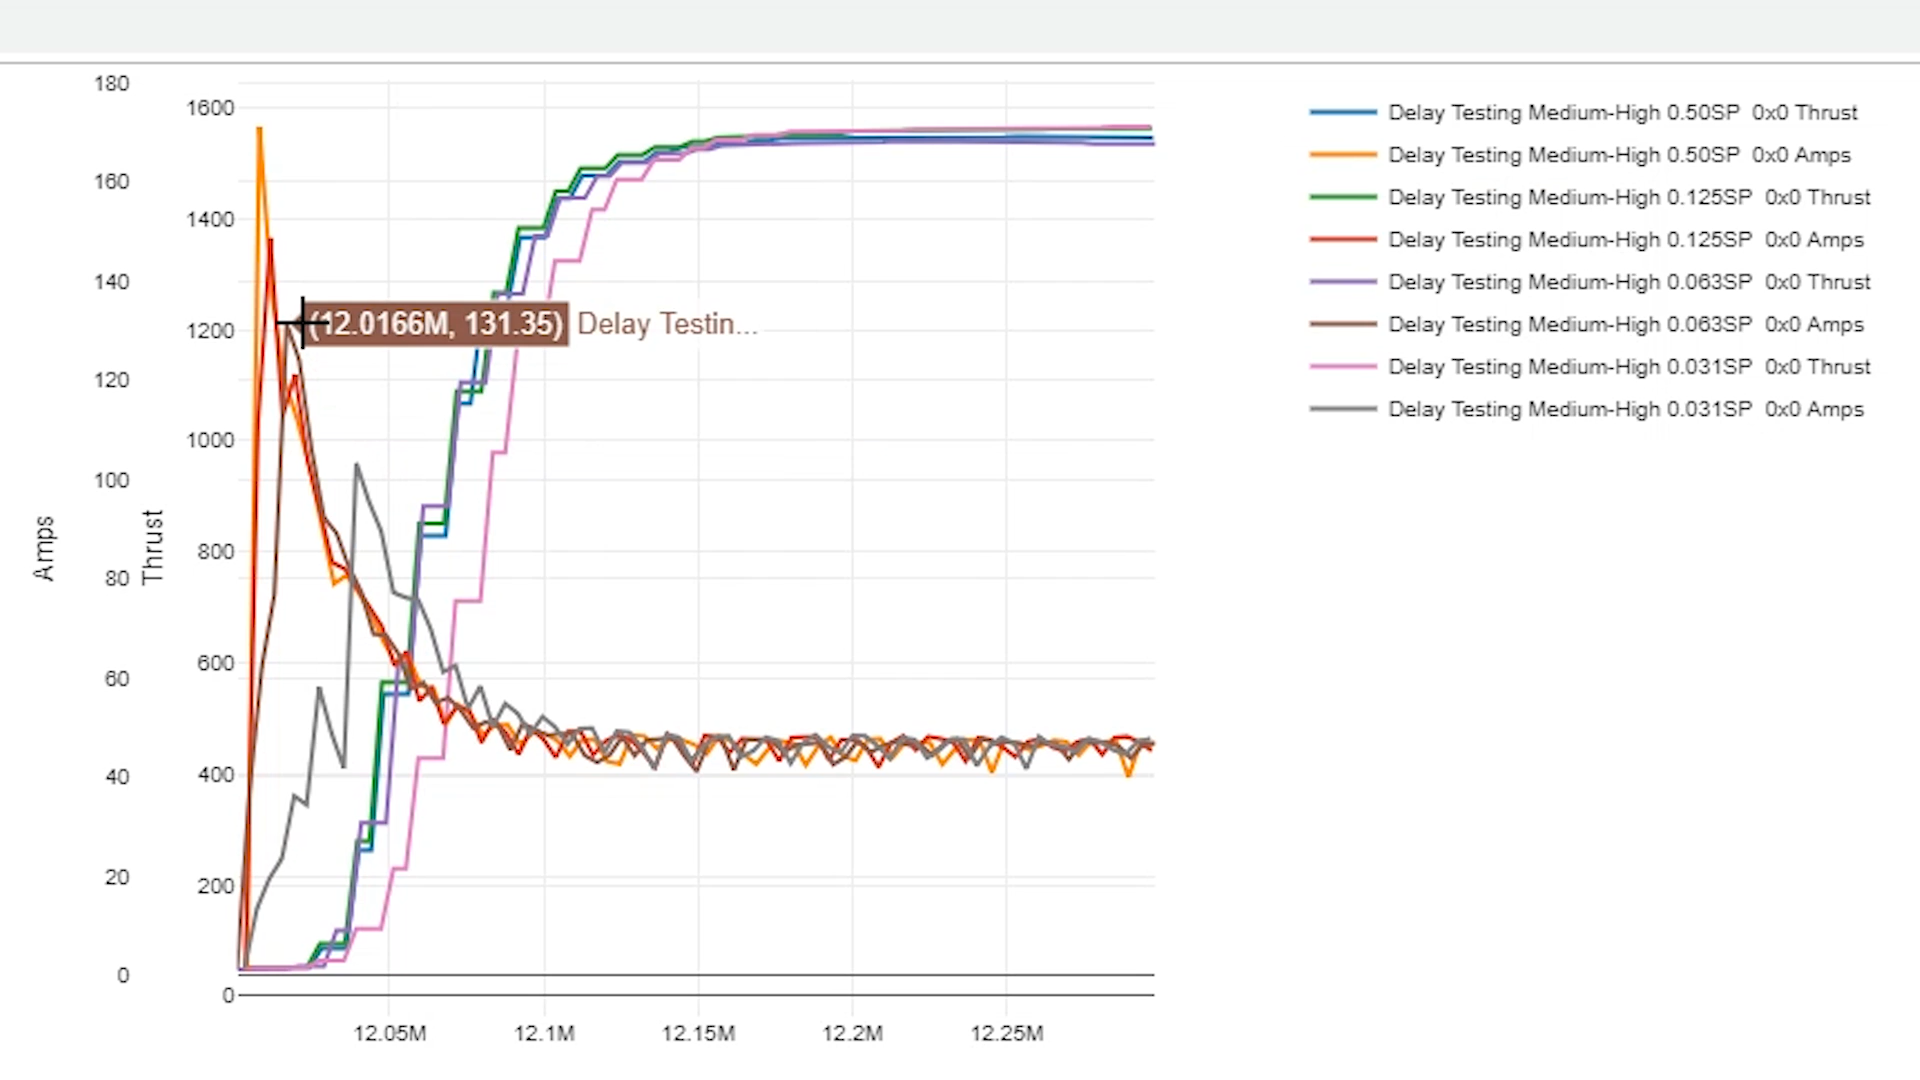 180
160
140
120
100
80
60
40
20
0
Amps
1600
1400
1200
1000
800
600
400
200
0
Thrust
(12.0166M, 131.35) Delay Testin...
12.05M 12.1M 12.15M 12.2M 12.25M
Delay Testing Medium-High 0.50SP 0x0 Thrust
Delay Testing Medium-High 0.50SP 0x0 Amps
Delay Testing Medium-High 0.125SP 0x0 Thrust
Delay Testing Medium-High 0.125SP 0x0 Amps
Delay Testing Medium-High 0.063SP 0x0 Thrust
Delay Testing Medium-High 0.063SP 0x0 Amps
Delay Testing Medium-High 0.031SP 0x0 Thrust
Delay Testing Medium-High 0.031SP 0x0 Amps